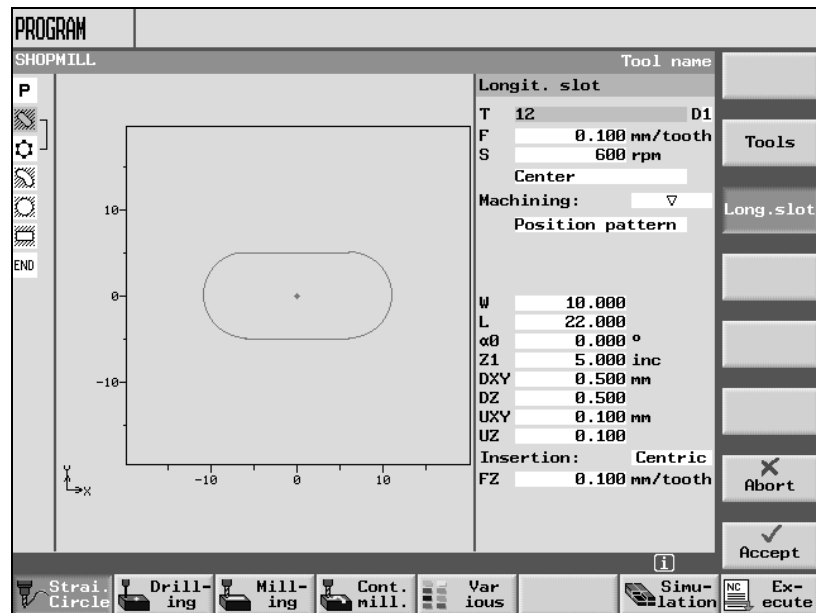 PROGRAM
SHOPMILL Tool name
P
END
10
0
-10
-10 0 10
Y
X
Longit. slot
T 12 D1
F 0.100 mm/tooth
S 600 rpm
Center
Machining: ▽
Position pattern
W 10.000
L 22.000
α0 0.000 °
Z1 5.000 inc
DXY 0.500 mm
DZ 0.500
UXY 0.100 mm
UZ 0.100
Insertion: Centric
FZ 0.100 mm/tooth
Tools
Long.slot
Abort
Accept
i
Strai.
Circle
Drill-
ing
Mill-
ing
Cont.
mill.
Var
ious
Simu-
lation
NC
Ex-
ecute